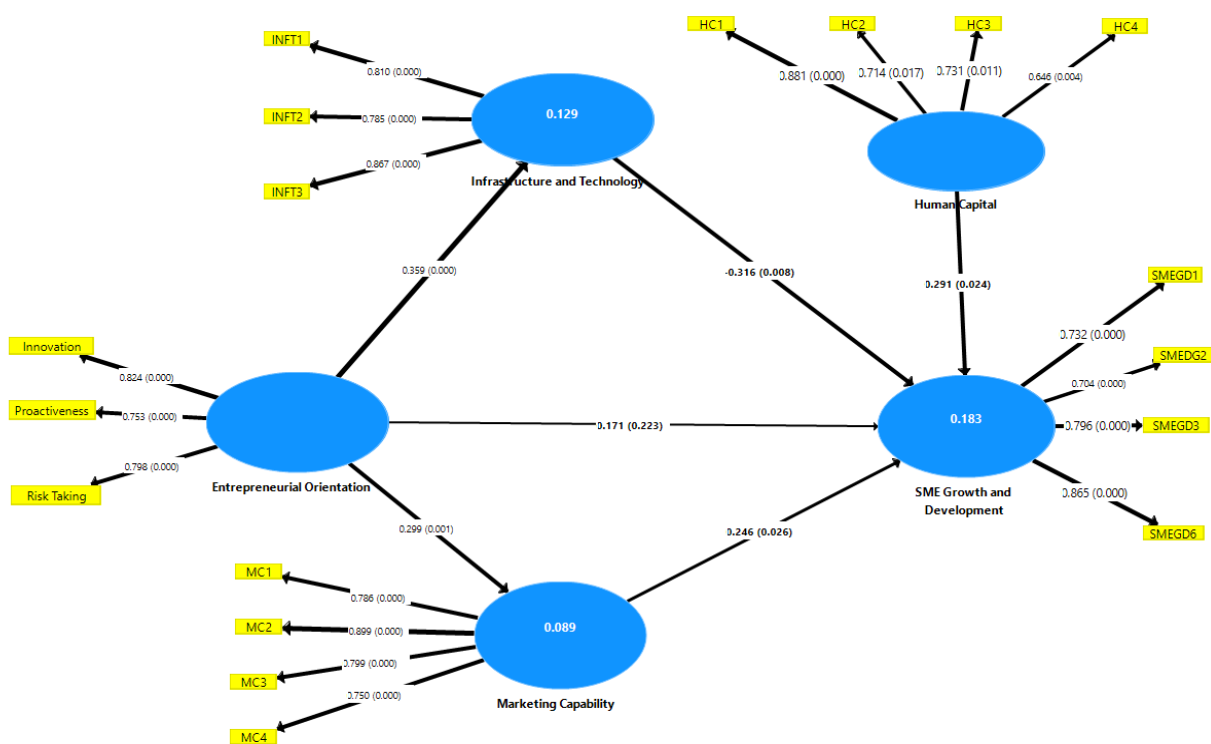 HC1
HC2
HC3
HC4
INFT1
0.810 (0.000)
0.881 (0.000)
0.714 (0.017)
0.731 (0.011)
0.646 (0.004)
INFT2
0.785 (0.000)
0.129
INFT3
0.867 (0.000)
Infrastructure and Technology
Human Capital
0.359 (0.000)
-0.316 (0.008)
0.291 (0.024)
SMEGD1
0.732 (0.000)
Innovation
0.824 (0.000)
SMEDG2
0.704 (0.000)
Proactiveness
0.753 (0.000)
0.171 (0.223)
0.183
0.796 (0.000)
SMEGD3
0.798 (0.000)
Risk Taking
Entrepreneurial Orientation
SME Growth and
Development
0.865 (0.000)
SMEGD6
0.299 (0.001)
0.246 (0.026)
MC1
0.786 (0.000)
MC2
0.899 (0.000)
0.089
MC3
0.799 (0.000)
0.750 (0.000)
Marketing Capability
MC4